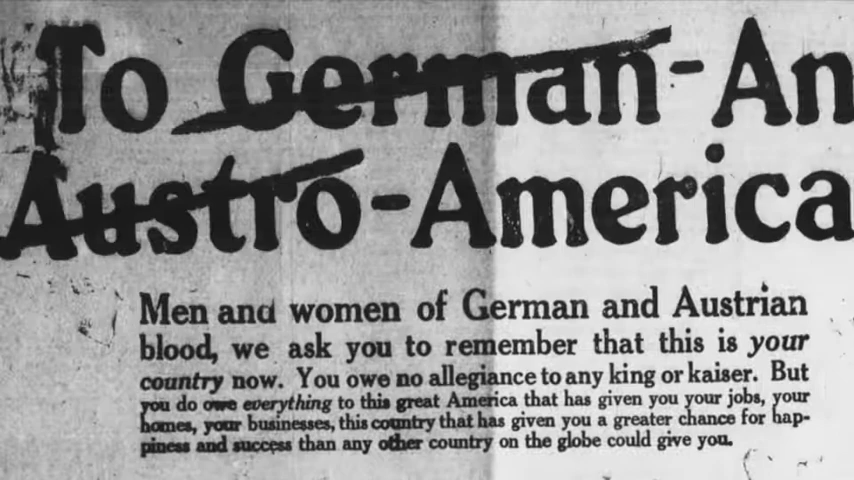 To German-An
Austro-America
Men and women of German and Austrian
blood, we ask you to remember that this is your
country now. You owe no allegiance to any king or kaiser. But
you do owe everything to this great America that has given you your jobs, your
homes, your businesses, this country that has given you a greater chance for hap-
piness and success than any other country on the globe could give you.